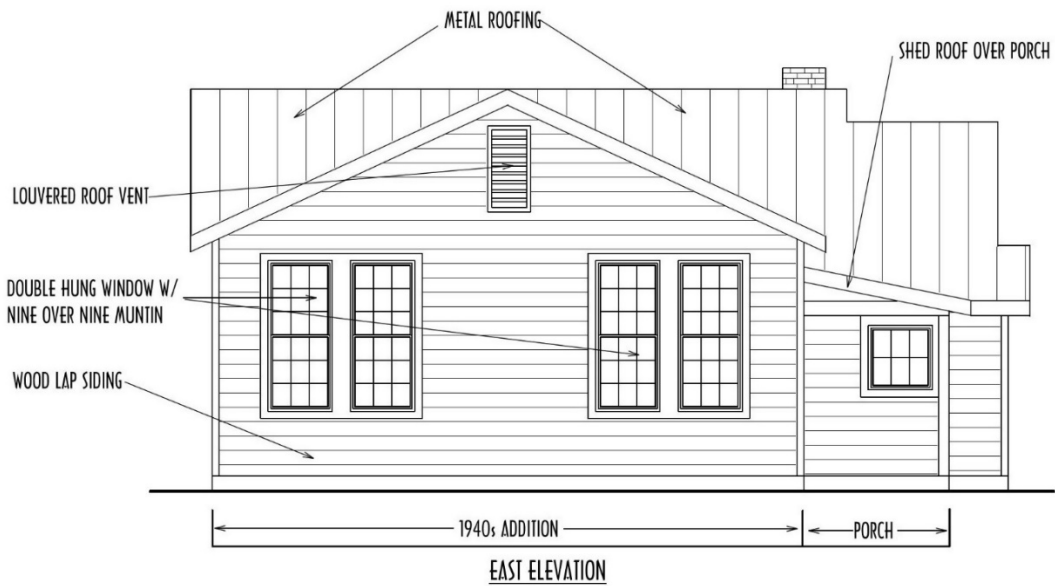 METAL ROOFING
SHED ROOF OVER PORCH
LOUVERED ROOF VENT
DOUBLE HUNG WINDOW W/
NINE OVER NINE MUNTIN
WOOD LAP SIDING
1940s ADDITION
PORCH
EAST ELEVATION